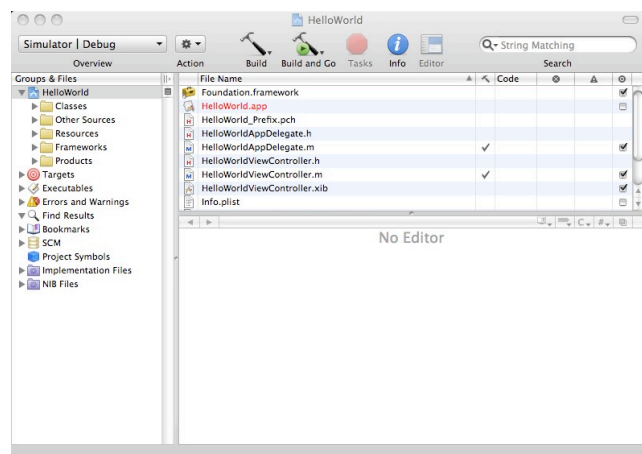 HelloWorld
Simulator | Debug
String Matching
Overview Action Build Build and Go Tasks Info Editor Search
Groups & Files
File Name Code
HelloWorld
Classes
Other Sources
Resources
Frameworks
Products
Targets
Executables
Errors and Warnings
Find Results
Bookmarks
SCM
Project Symbols
Implementation Files
NIB Files
Foundation.framework
HelloWorld.app
HelloWorld_Prefix.pch
HelloWorldAppDelegate.h
HelloWorldAppDelegate.m
HelloWorldViewController.h
HelloWorldViewController.m
HelloWorldViewController.xib
Info.plist
C #
No Editor